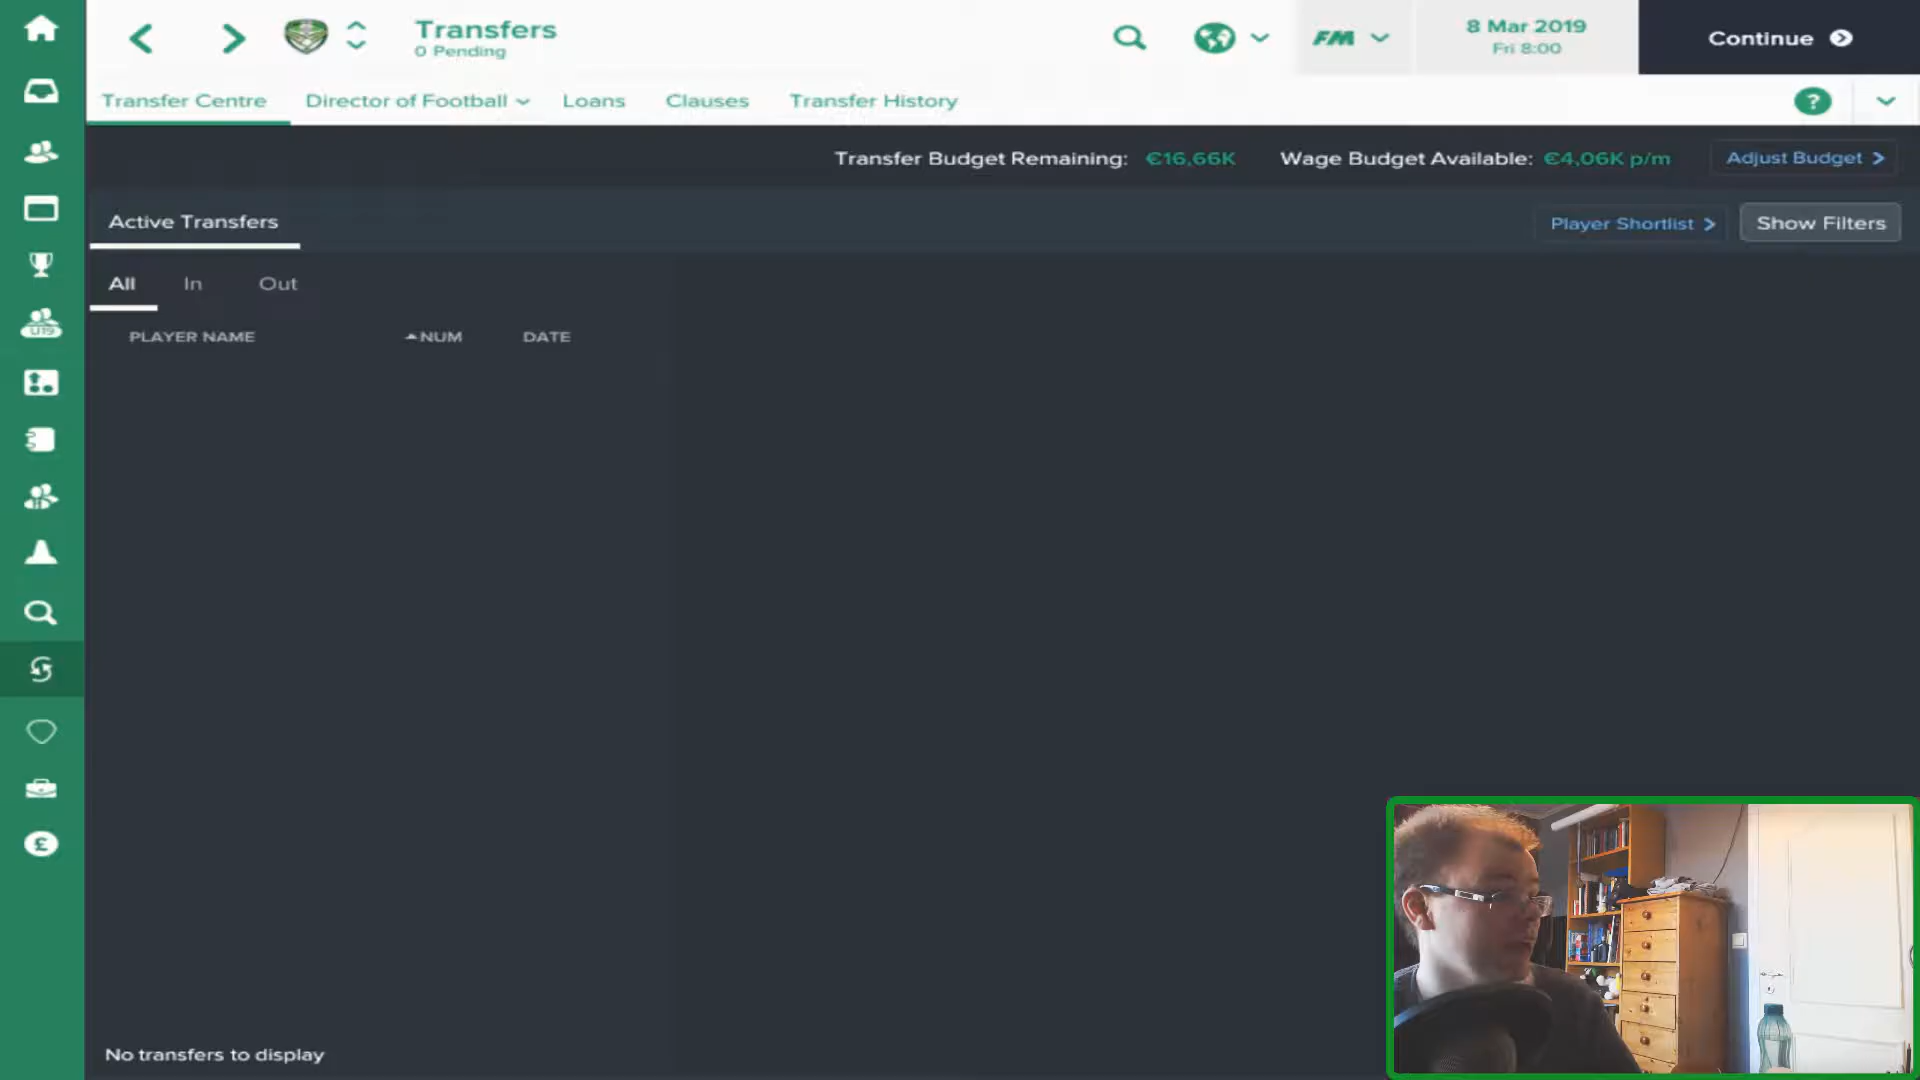 Transfers
0 Pending
FM
8 Mar 2019
Fri 8:00
Continue
Transfer Centre
Director of Football
Loans
Clauses
Transfer History
?
Transfer Budget Remaining: €16,66K
Wage Budget Available: €4,06K p/m
Adjust Budget
Active Transfers
Player Shortlist
Show Filters
All
In
Out
PLAYER NAME
NUM
DATE
U19
£
No transfers to display